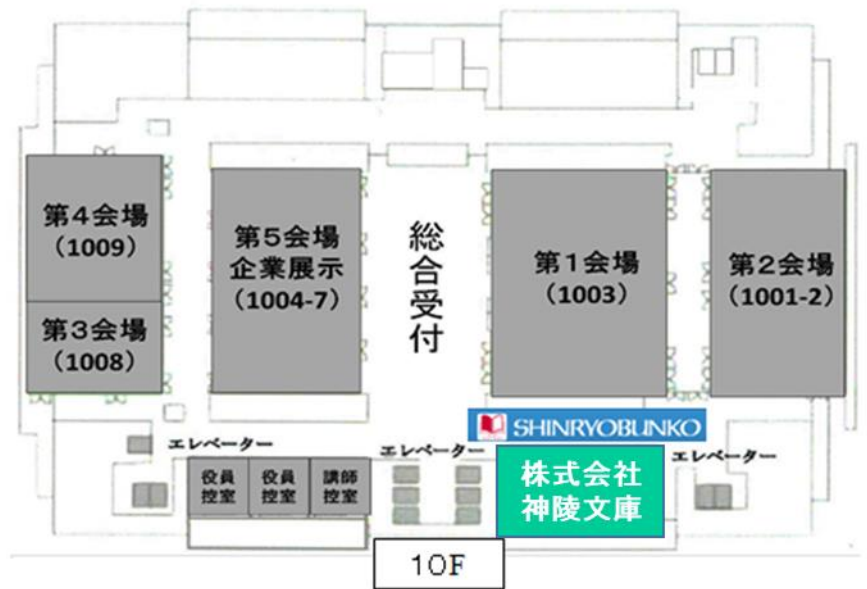 第4会場
（1009）
第3会場
（1008）
第5会場
企業展示
（1004-7）
総合受付
第1会場
（1003）
第2会場
（1001-2）
SHINRYOBUNKO
エレベーター
エレベーター
エレベーター
役員
控室
役員
控室
講師
控室
株式会社
神陵文庫
10F